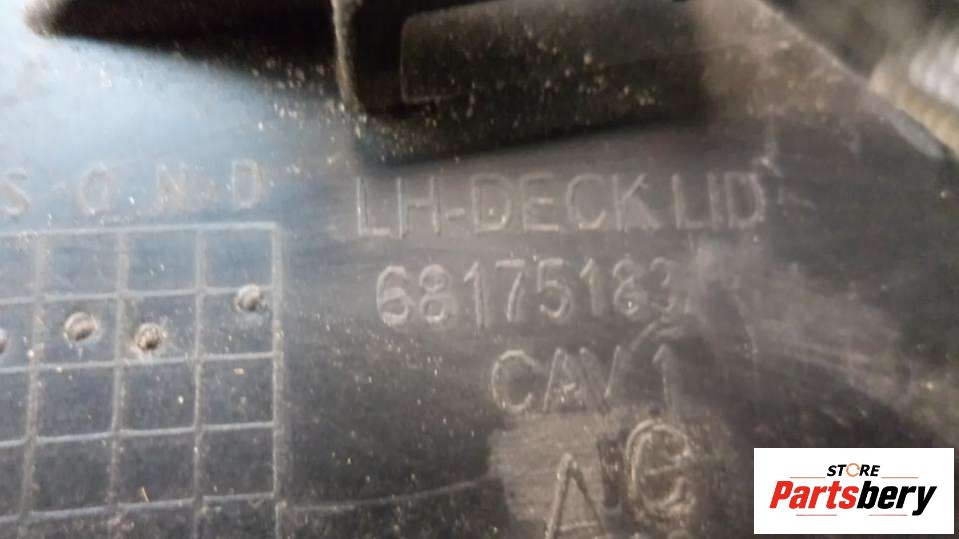 S O N D
LH-DECK LID
68175183
CAV 1
A C
STORE
Partsbery